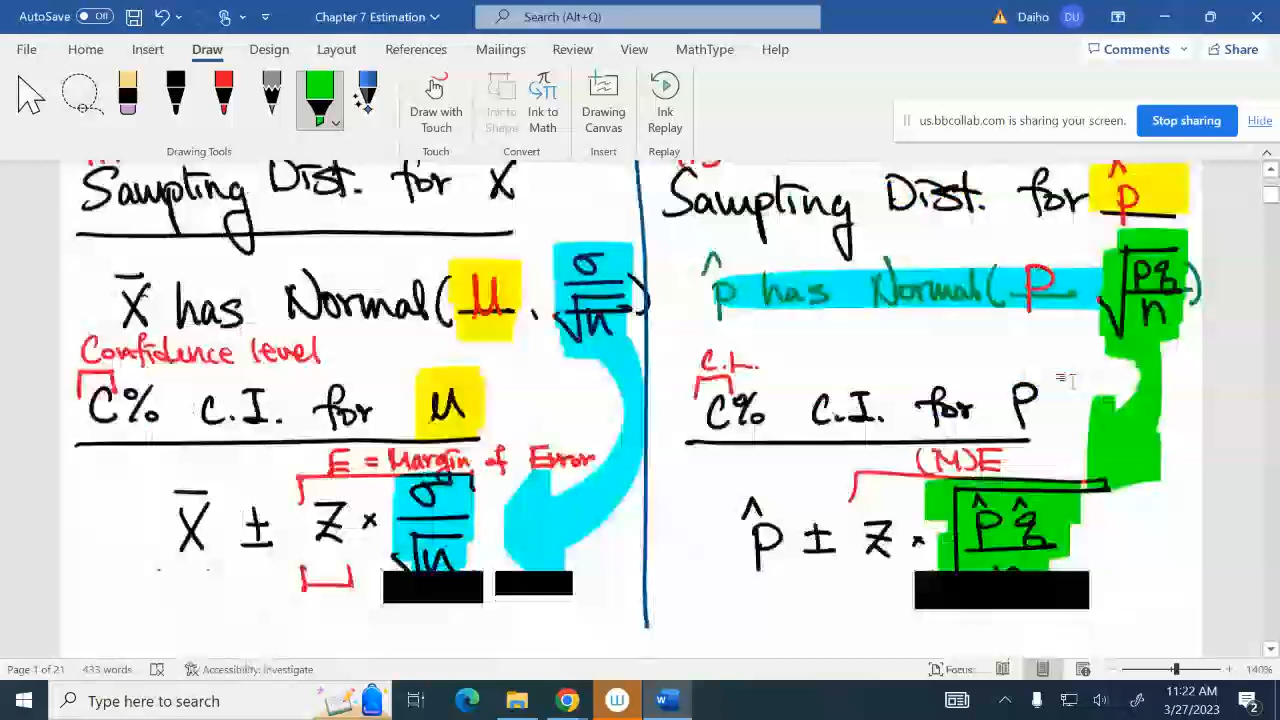 AutoSave Off Chapter 7 Estimation Search (Alt+Q) Daiho DU
File Home Insert Draw Design Layout References Mailings Review View MathType Help Comments Share
Draw with Touch Ink to Shape Ink to Math Drawing Canvas Ink Replay
Drawing Tools Touch Convert Insert Replay
us.bbcollab.com is sharing your screen. Stop sharing Hide
Sampting Dist. for X
X̄ has Normal( μ , σ/√n )
Confidence level
C% C.I. for μ
E = Margin of Error
X̄ ± Z * σ/√n
Sampting Dist. for p̂
p̂ has Normal( P √pq/n )
C.L.
C% C.I. for P
(M)E
p̂ ± Z * √p̂ q̂
Page 1 of 21 433 words Accessibility: Investigate Focus 140%
Type here to search 11:22 AM
3/27/2023 2